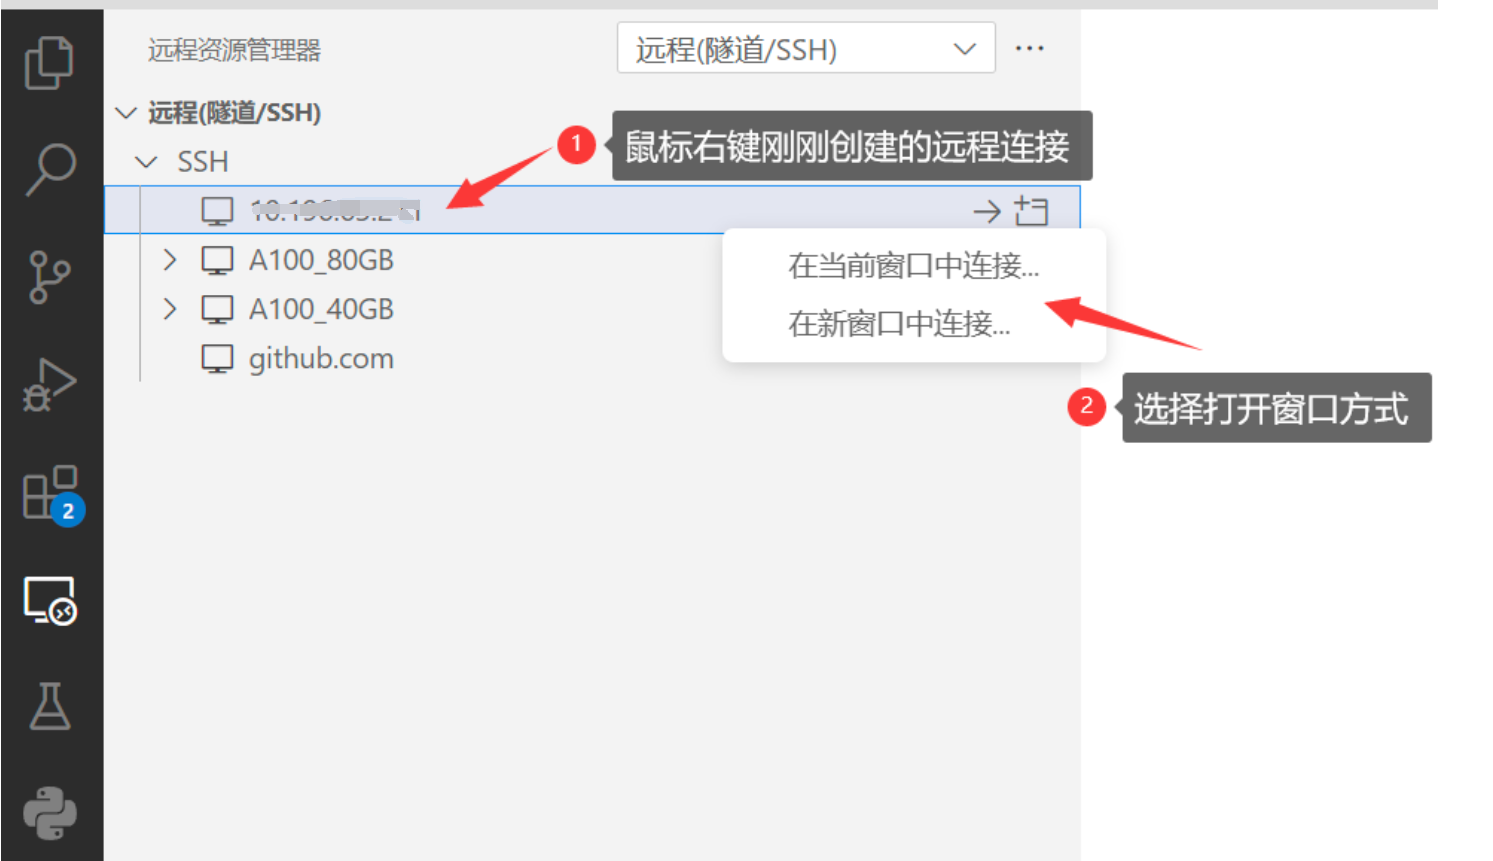 远程资源管理器
远程(隧道/SSH)
远程(隧道/SSH)
1 鼠标右键刚刚创建的远程连接
SSH
A100_80GB
在当前窗口中连接...
A100_40GB
在新窗口中连接...
github.com
2 选择打开窗口方式
2